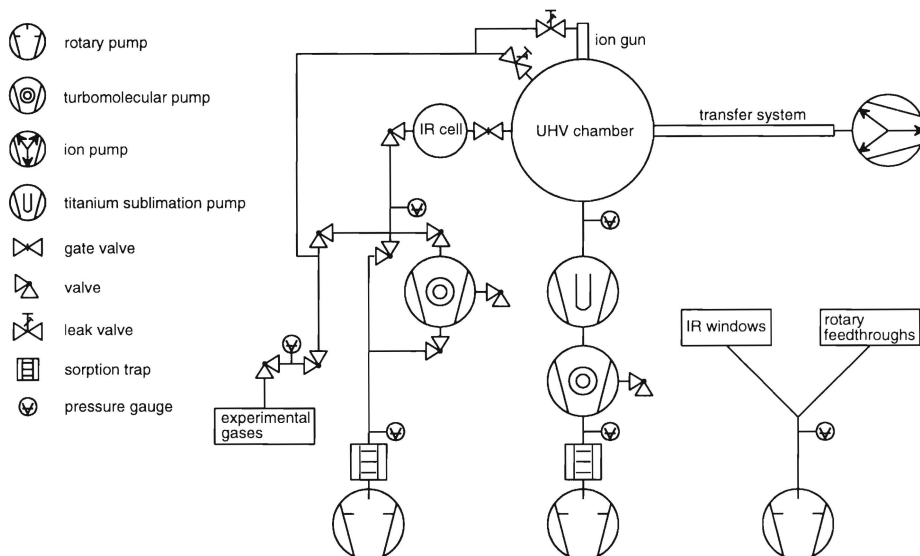 rotary pump
turbomolecular pump
ion pump
titanium sublimation pump
gate valve
valve
leak valve
sorption trap
pressure gauge
ion gun
IR cell
UHV chamber
transfer system
experimental
gases
IR windows
rotary
feedthroughs